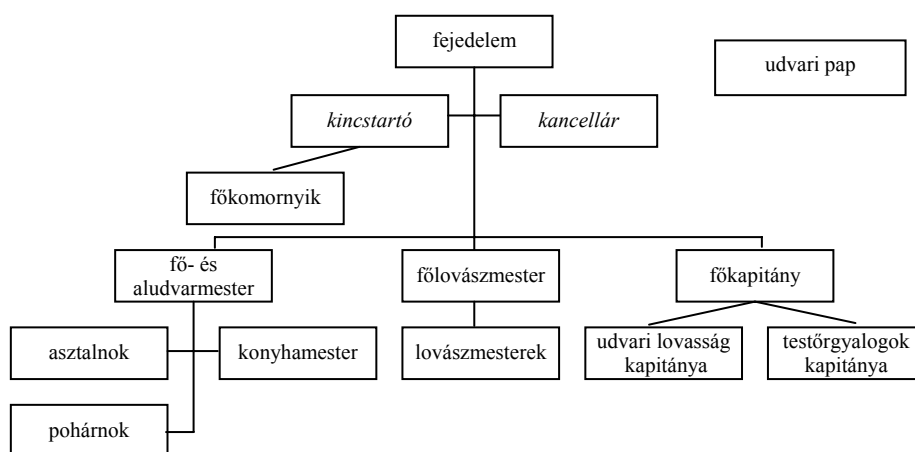 fejedelem
udvari pap
kincstartó
kancellár
főkomornyik
fő- és
aludvarmester
főlovászmester
főkapitány
asztalnok
konyhamester
lovászmesterek
udvari lovasság
kapitánya
testőrgyalogok
kapitánya
pohárnok